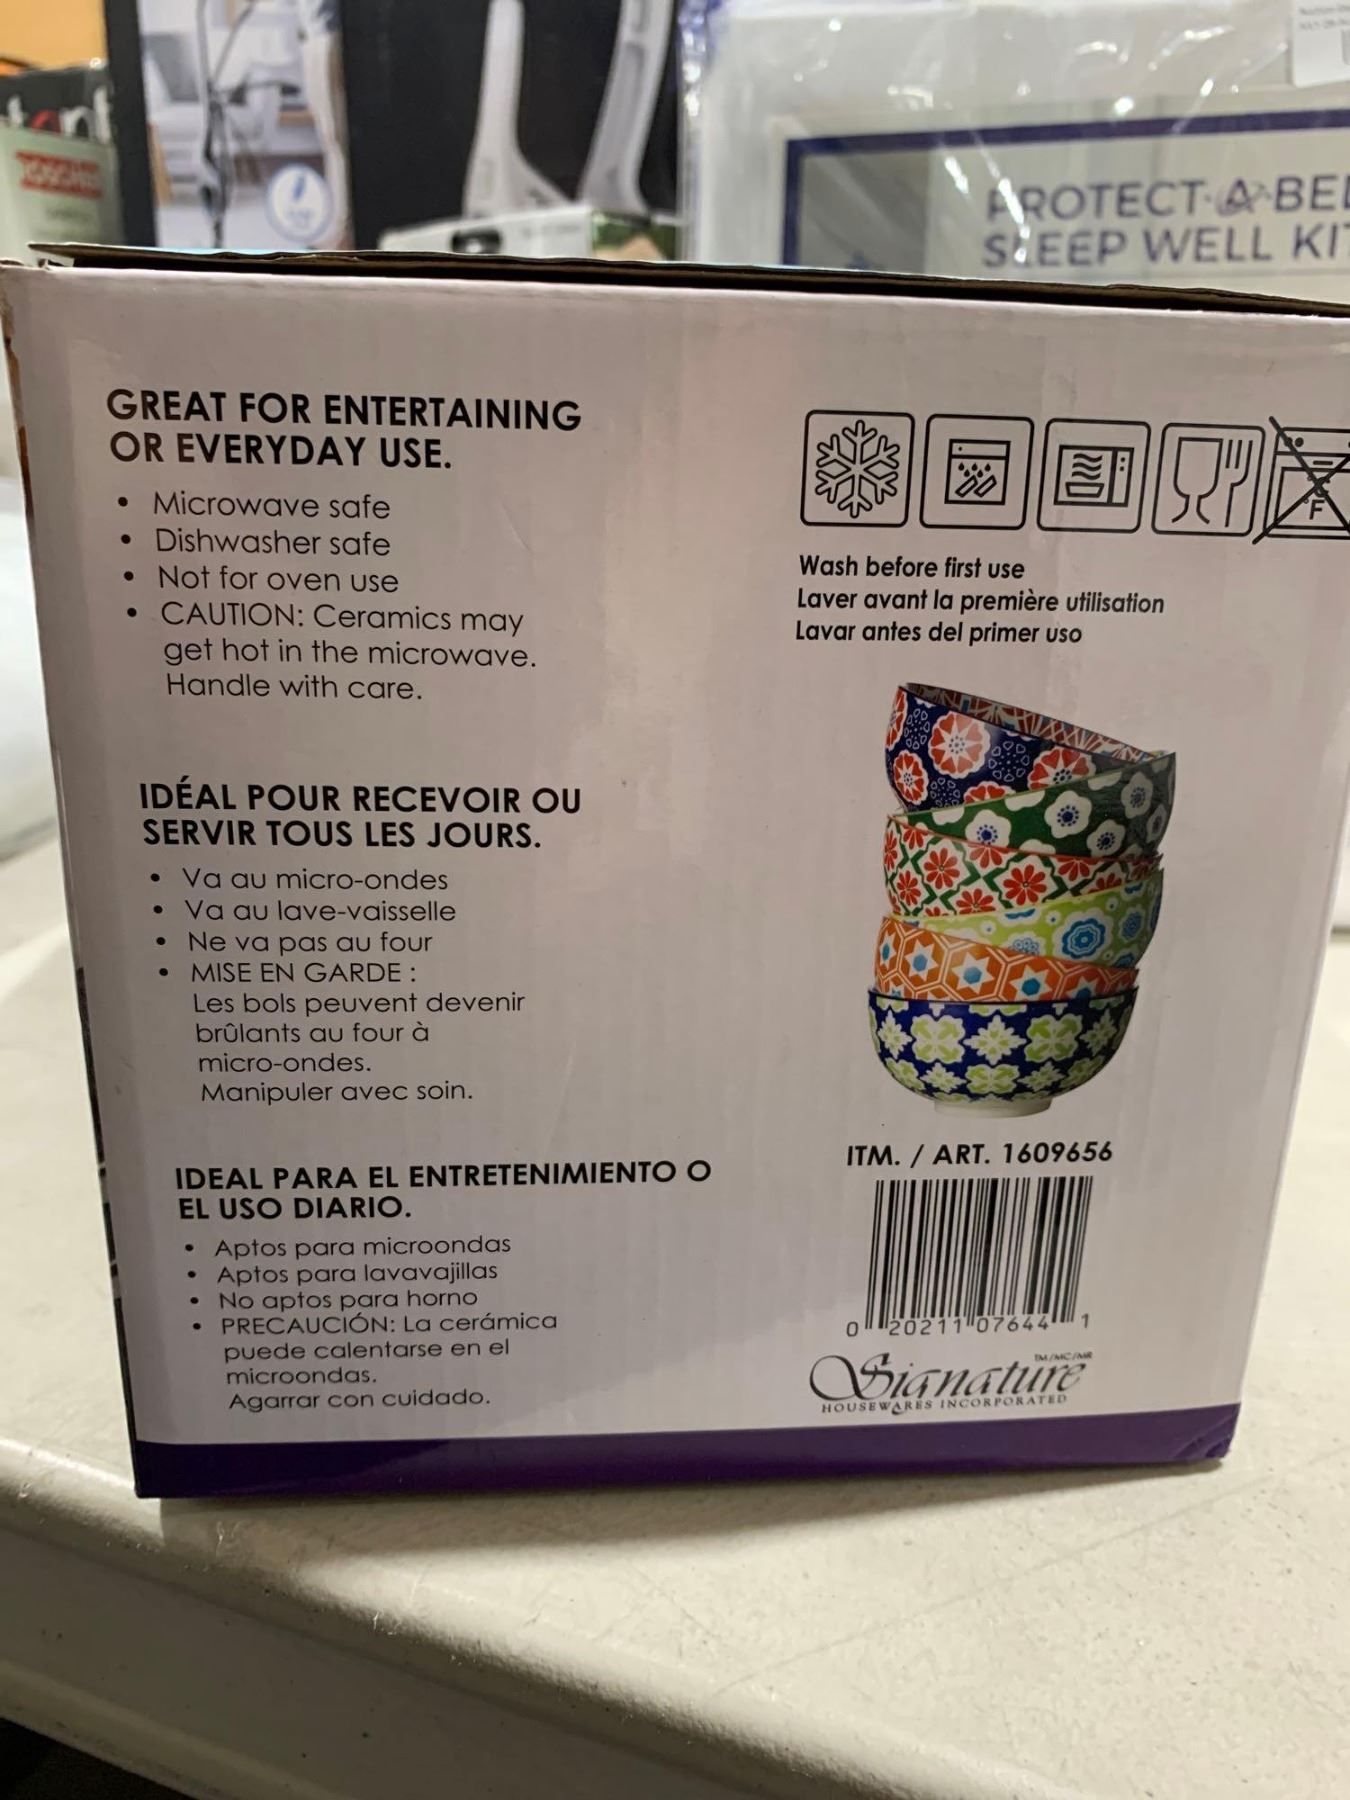 PROTECT·A·BE
SLEEP WELL KI
GREAT FOR ENTERTAINING
OR EVERYDAY USE.
• Microwave safe
• Dishwasher safe
• Not for oven use
• CAUTION: Ceramics may
get hot in the microwave.
Handle with care.
IDÉAL POUR RECEVOIR OU
SERVIR TOUS LES JOURS.
• Va au micro-ondes
• Va au lave-vaisselle
• Ne va pas au four
• MISE EN GARDE :
Les bols peuvent devenir
brûlants au four à
micro-ondes.
Manipuler avec soin.
IDEAL PARA EL ENTRETENIMIENTO O
EL USO DIARIO.
• Aptos para microondas
• Aptos para lavavajillas
• No aptos para horno
• PRECAUCIÓN: La cerámica
puede calentarse en el
microondas.
Agarrar con cuidado.
°F
Wash before first use
Laver avant la première utilisation
Lavar antes del primer uso
ITM. / ART. 1609656
0 20211 07644 1
Signature TM/MC/MR
HOUSEWARES INCORPORATED